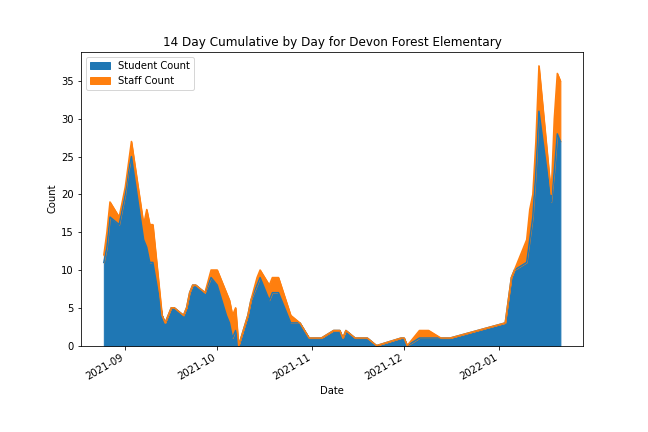 14 Day Cumulative by Day for Devon Forest Elementary
Student Count
Staff Count
35
30
25
20
15
10
5
0
Count
2021-09
2021-10
2021-11
2021-12
2022-01
Date